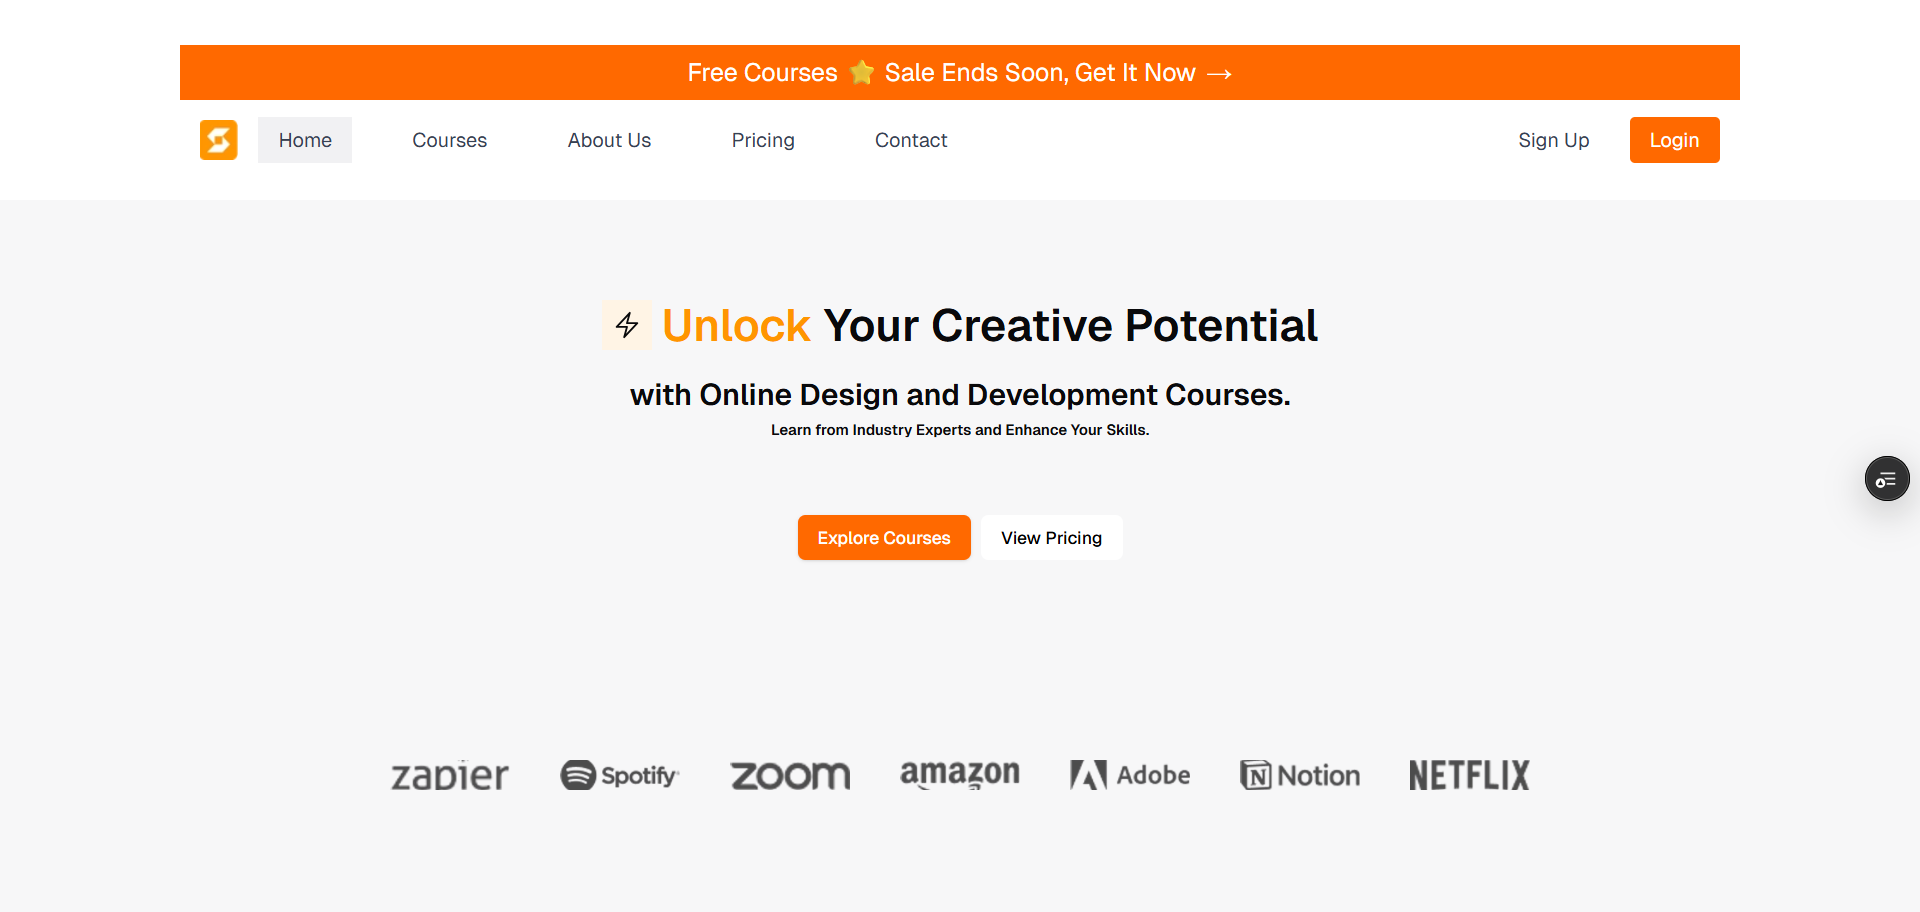 Free Courses ⭐ Sale Ends Soon, Get It Now →
Home Courses About Us Pricing Contact Sign Up Login
Unlock Your Creative Potential
with Online Design and Development Courses.
Learn from Industry Experts and Enhance Your Skills.
Explore Courses View Pricing
zapier Spotify zoom amazon Adobe Notion NETFLIX